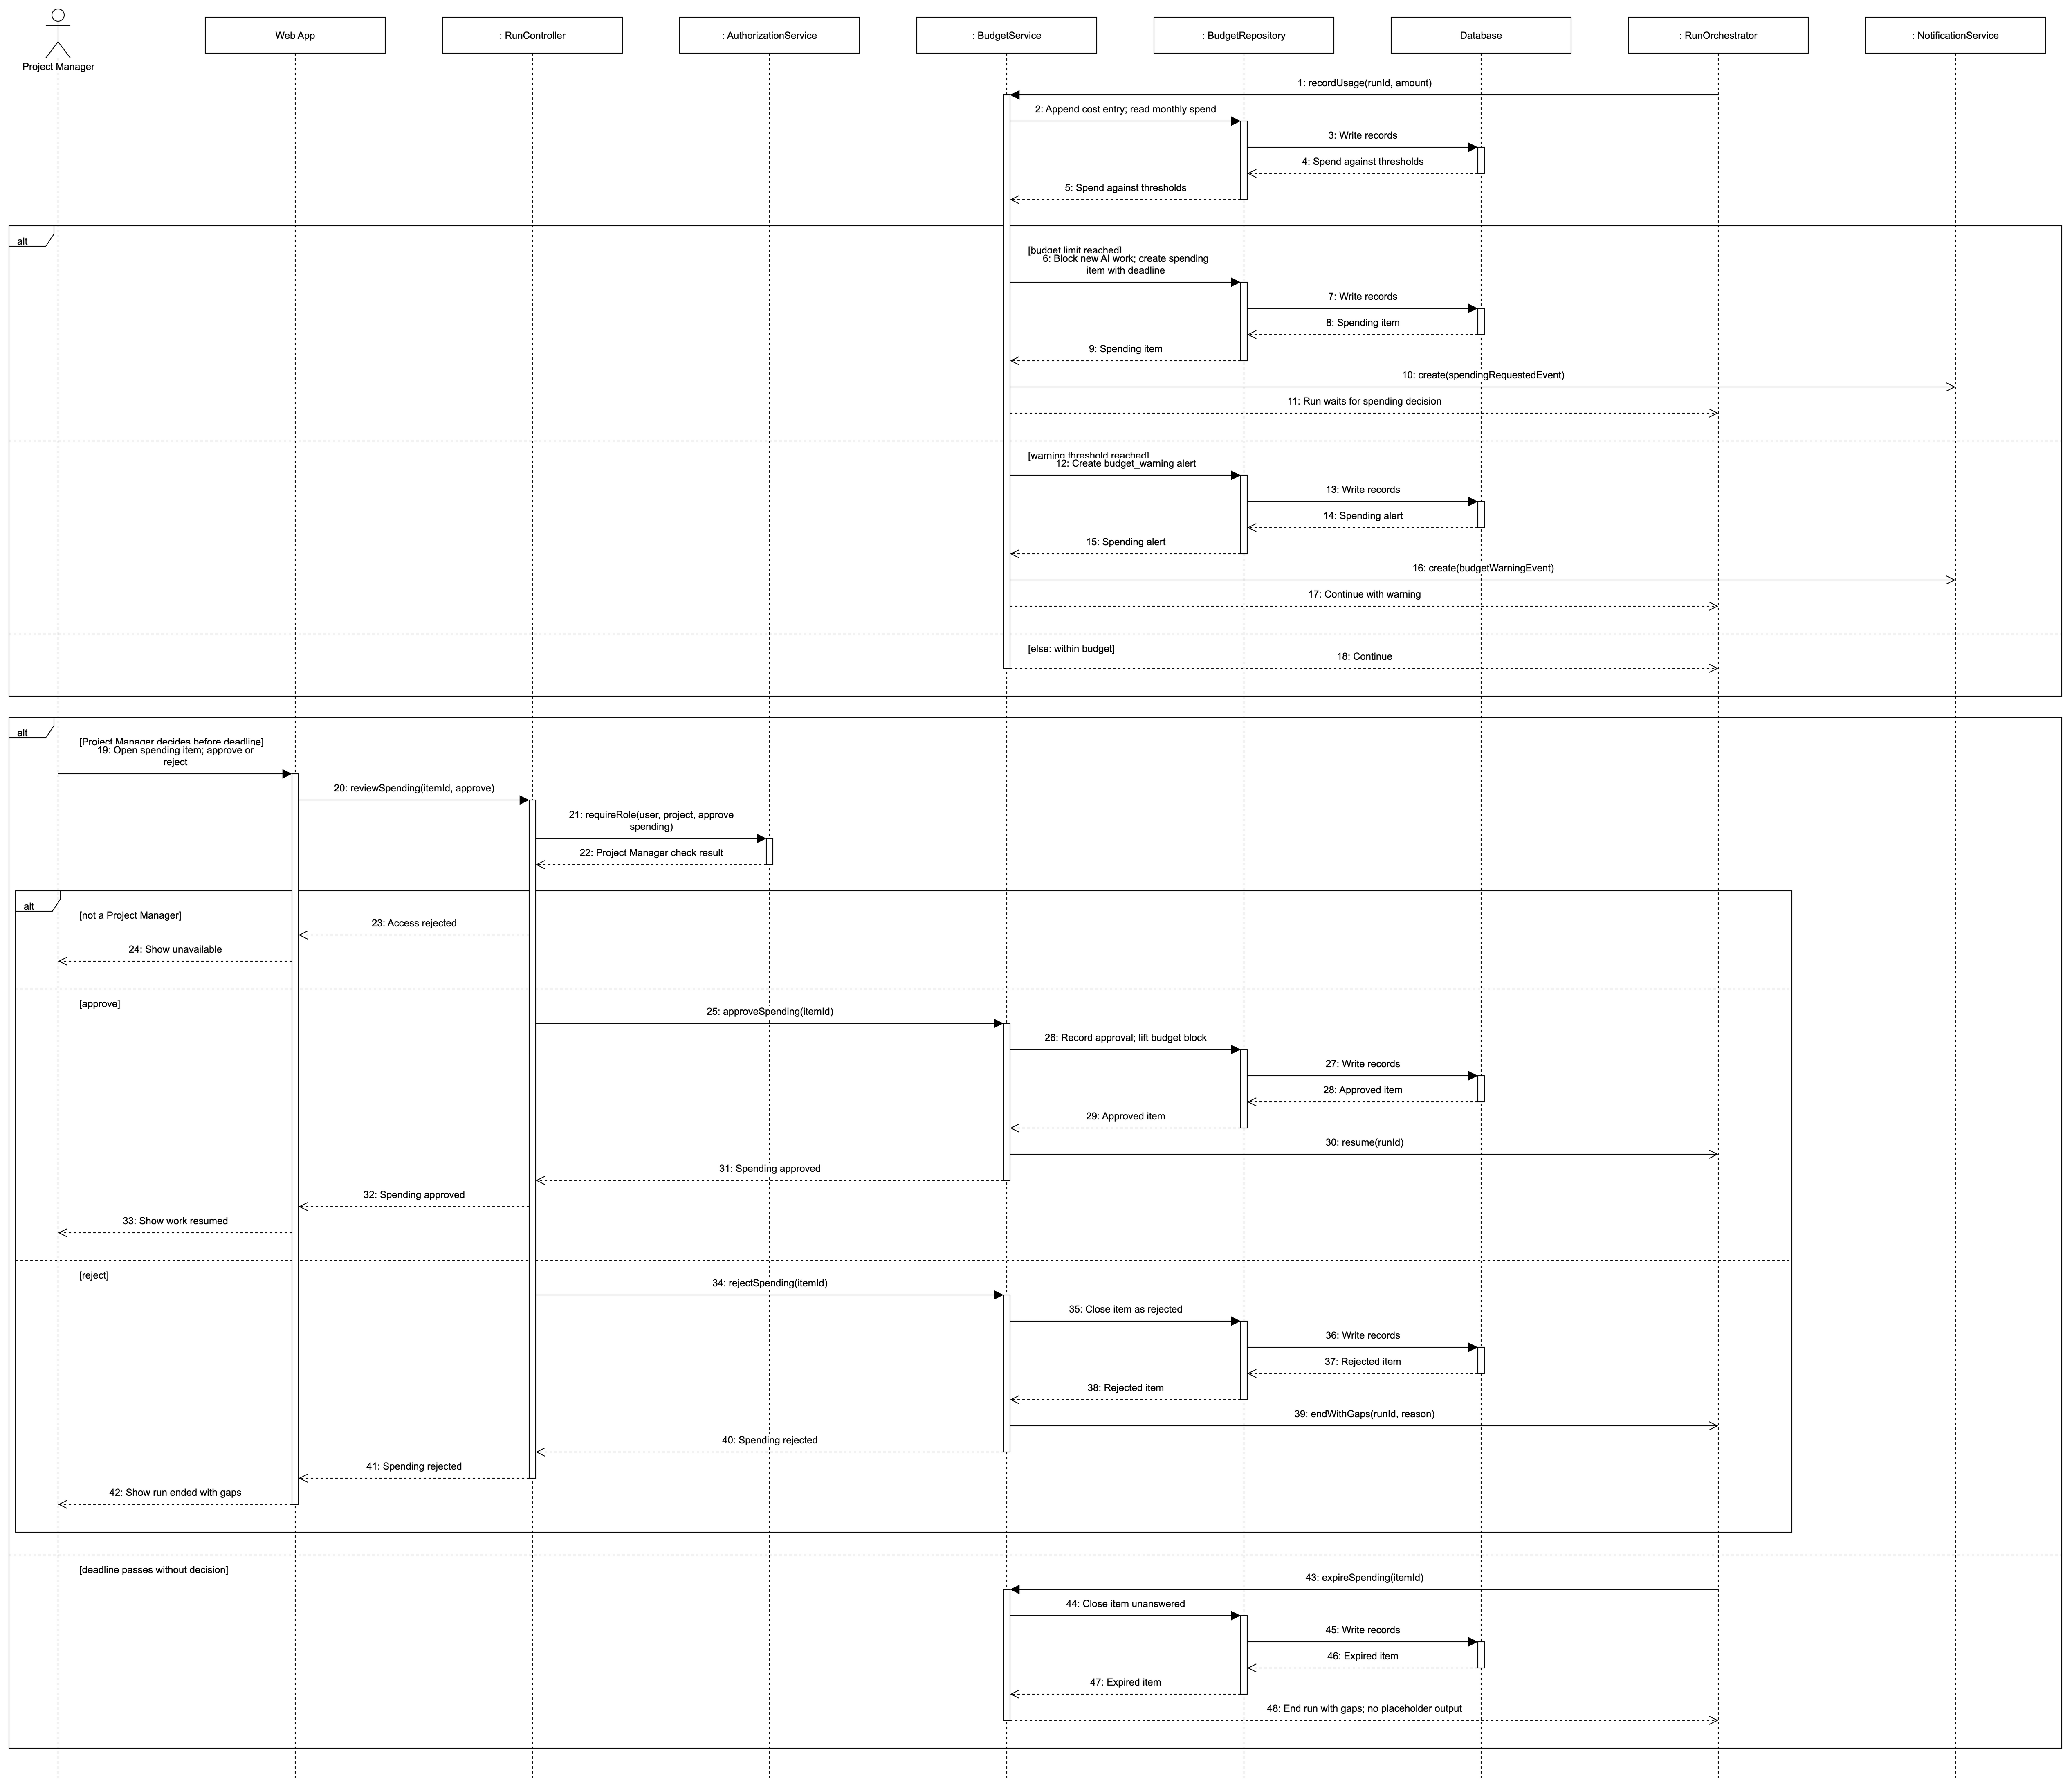 Project Manager
Web App
: RunController
: AuthorizationService
: BudgetService
: BudgetRepository
Database
: RunOrchestrator
: NotificationService
1: recordUsage(runId, amount)
2: Append cost entry; read monthly spend
3: Write records
4: Spend against thresholds
5: Spend against thresholds
alt
[budget limit reached]
6: Block new AI work; create spending
item with deadline
7: Write records
8: Spending item
9: Spending item
10: create(spendingRequestedEvent)
11: Run waits for spending decision
[warning threshold reached]
12: Create budget_warning alert
13: Write records
14: Spending alert
15: Spending alert
16: create(budgetWarningEvent)
17: Continue with warning
[else: within budget]
18: Continue
alt
[Project Manager decides before deadline]
19: Open spending item; approve or
reject
20: reviewSpending(itemId, approve)
21: requireRole(user, project, approve
spending)
22: Project Manager check result
alt
[not a Project Manager]
23: Access rejected
24: Show unavailable
[approve]
25: approveSpending(itemId)
26: Record approval; lift budget block
27: Write records
28: Approved item
29: Approved item
30: resume(runId)
31: Spending approved
32: Spending approved
33: Show work resumed
[reject]
34: rejectSpending(itemId)
35: Close item as rejected
36: Write records
37: Rejected item
38: Rejected item
39: endWithGaps(runId, reason)
40: Spending rejected
41: Spending rejected
42: Show run ended with gaps
[deadline passes without decision]
43: expireSpending(itemId)
44: Close item unanswered
45: Write records
46: Expired item
47: Expired item
48: End run with gaps; no placeholder output